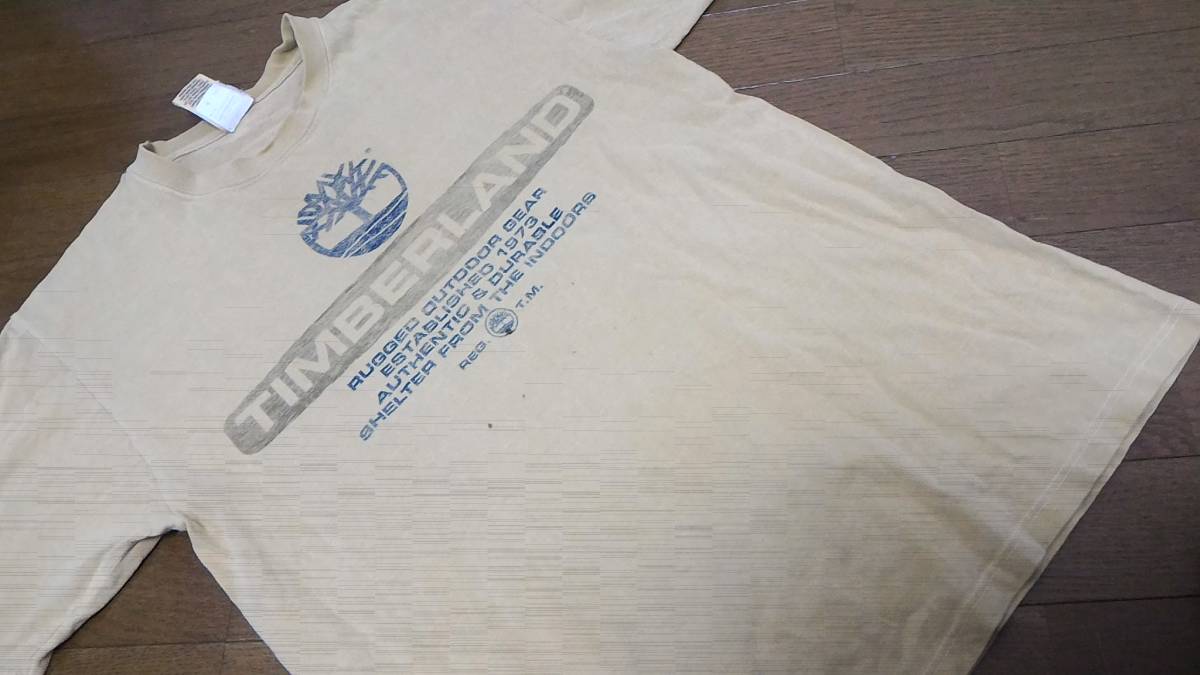 TIMBERLAND
RUGGED OUTDOOR GEAR
ESTABLISHED 1973
AUTHENTIC & DURABLE
SHELTER FROM THE INDOORS
REG. T.M.